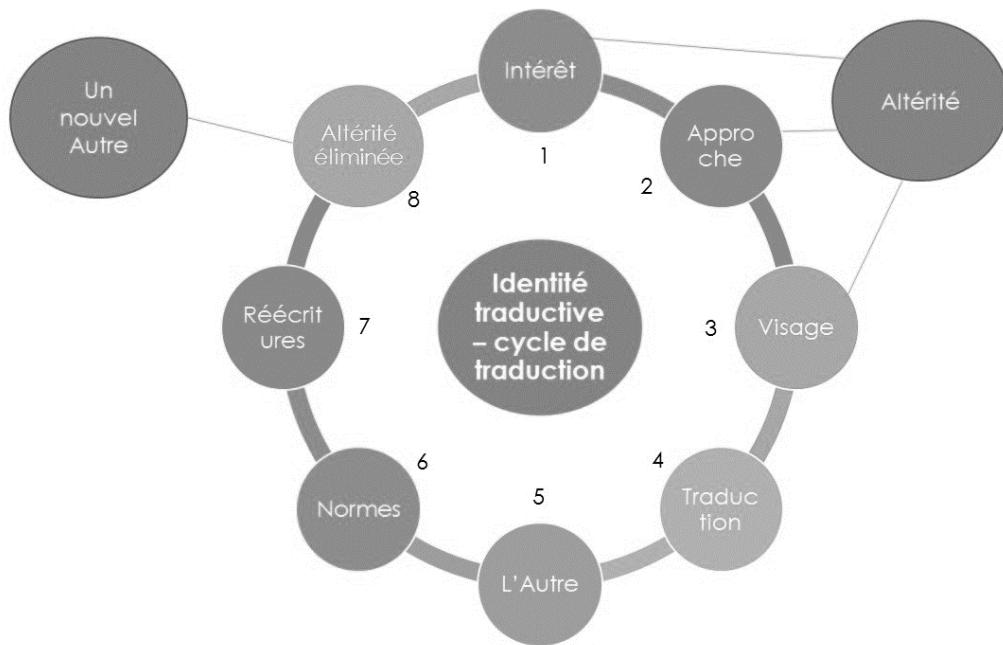 Un
nouvel
Autre
Altérité
éliminée
8
Intérêt
1
Appro
che
2
Altérité
Visage
3
Traduc
tion
4
L'Autre
5
Normes
6
Réécrit
ures
7
Identité
traductive
– cycle de
traduction